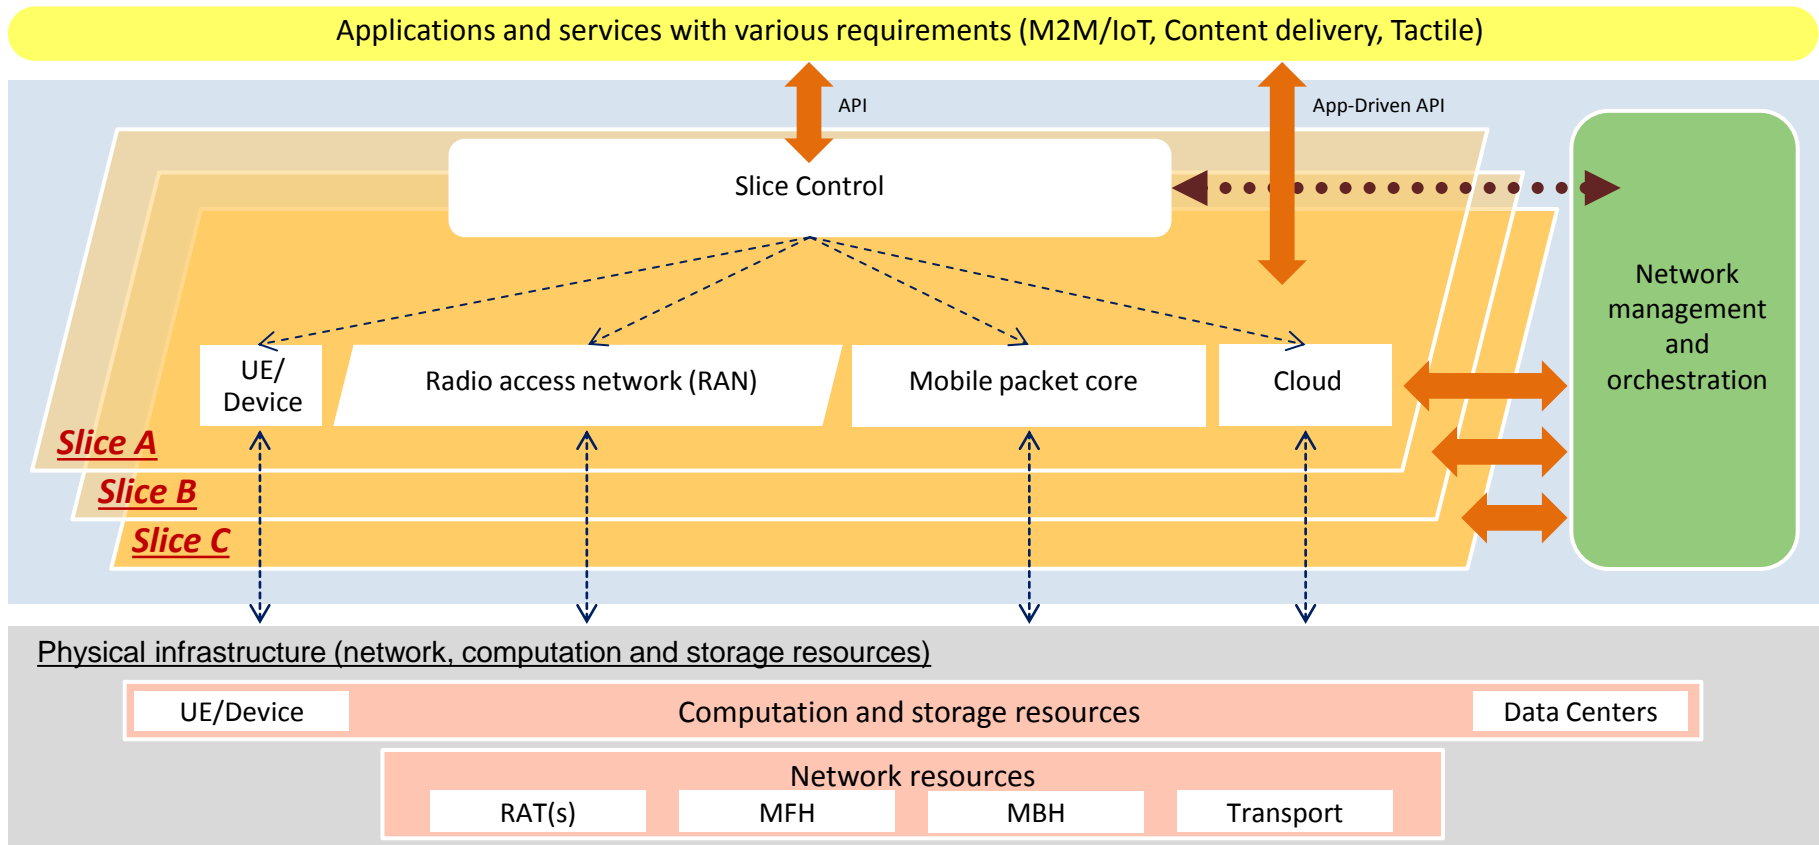 Applications and services with various requirements (M2M/IoT, Content delivery, Tactile)
API
App-Driven API
Slice Control
Network
management
and
orchestration
UE/
Device
Radio access network (RAN)
Mobile packet core
Cloud
Slice A
Slice B
Slice C
Physical infrastructure (network, computation and storage resources)
UE/Device
Computation and storage resources
Data Centers
Network resources
RAT(s)
MFH
MBH
Transport